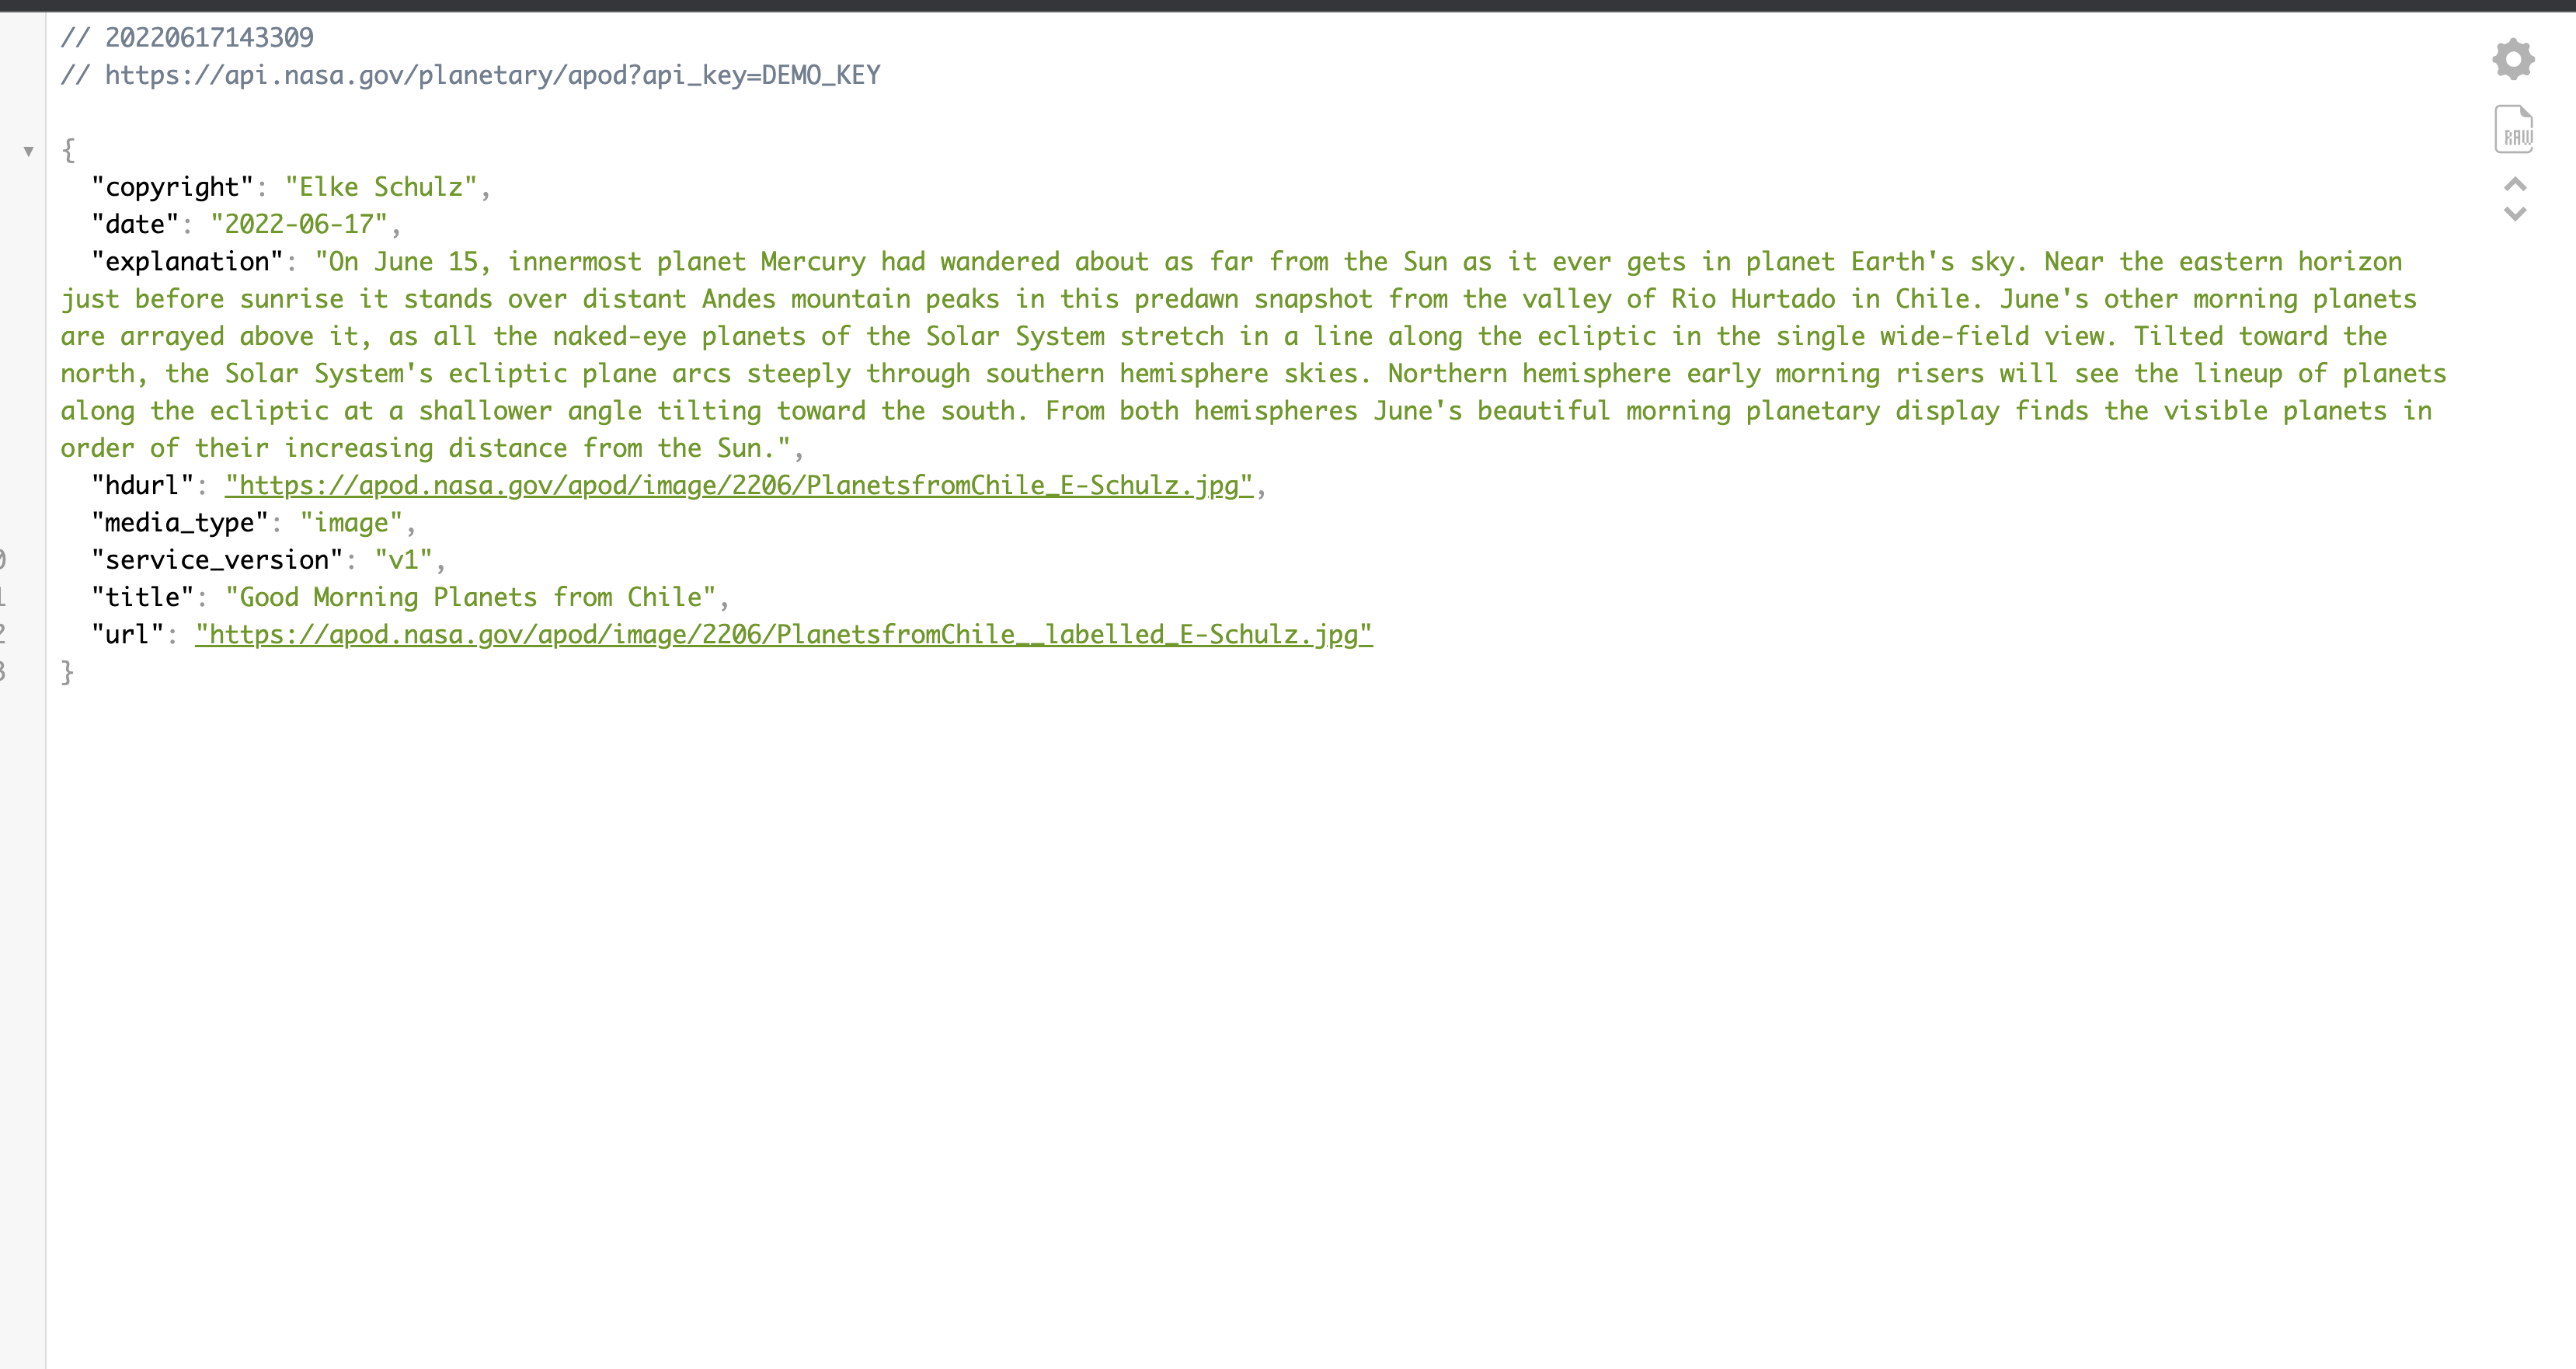 // 20220617143309
// https://api.nasa.gov/planetary/apod?api_key=DEMO_KEY
{
"copyright": "Elke Schulz",
"date": "2022-06-17",
"explanation": "On June 15, innermost planet Mercury had wandered about as far from the Sun as it ever gets in planet Earth's sky. Near the eastern horizon
just before sunrise it stands over distant Andes mountain peaks in this predawn snapshot from the valley of Rio Hurtado in Chile. June's other morning planets
are arrayed above it, as all the naked-eye planets of the Solar System stretch in a line along the ecliptic in the single wide-field view. Tilted toward the
north, the Solar System's ecliptic plane arcs steeply through southern hemisphere skies. Northern hemisphere early morning risers will see the lineup of planets
along the ecliptic at a shallower angle tilting toward the south. From both hemispheres June's beautiful morning planetary display finds the visible planets in
order of their increasing distance from the Sun.",
"hdurl": "https://apod.nasa.gov/apod/image/2206/PlanetsfromChile_E-Schulz.jpg",
"media_type": "image",
"service_version": "v1",
"title": "Good Morning Planets from Chile",
"url": "https://apod.nasa.gov/apod/image/2206/PlanetsfromChile__labelled_E-Schulz.jpg"
}
RAW